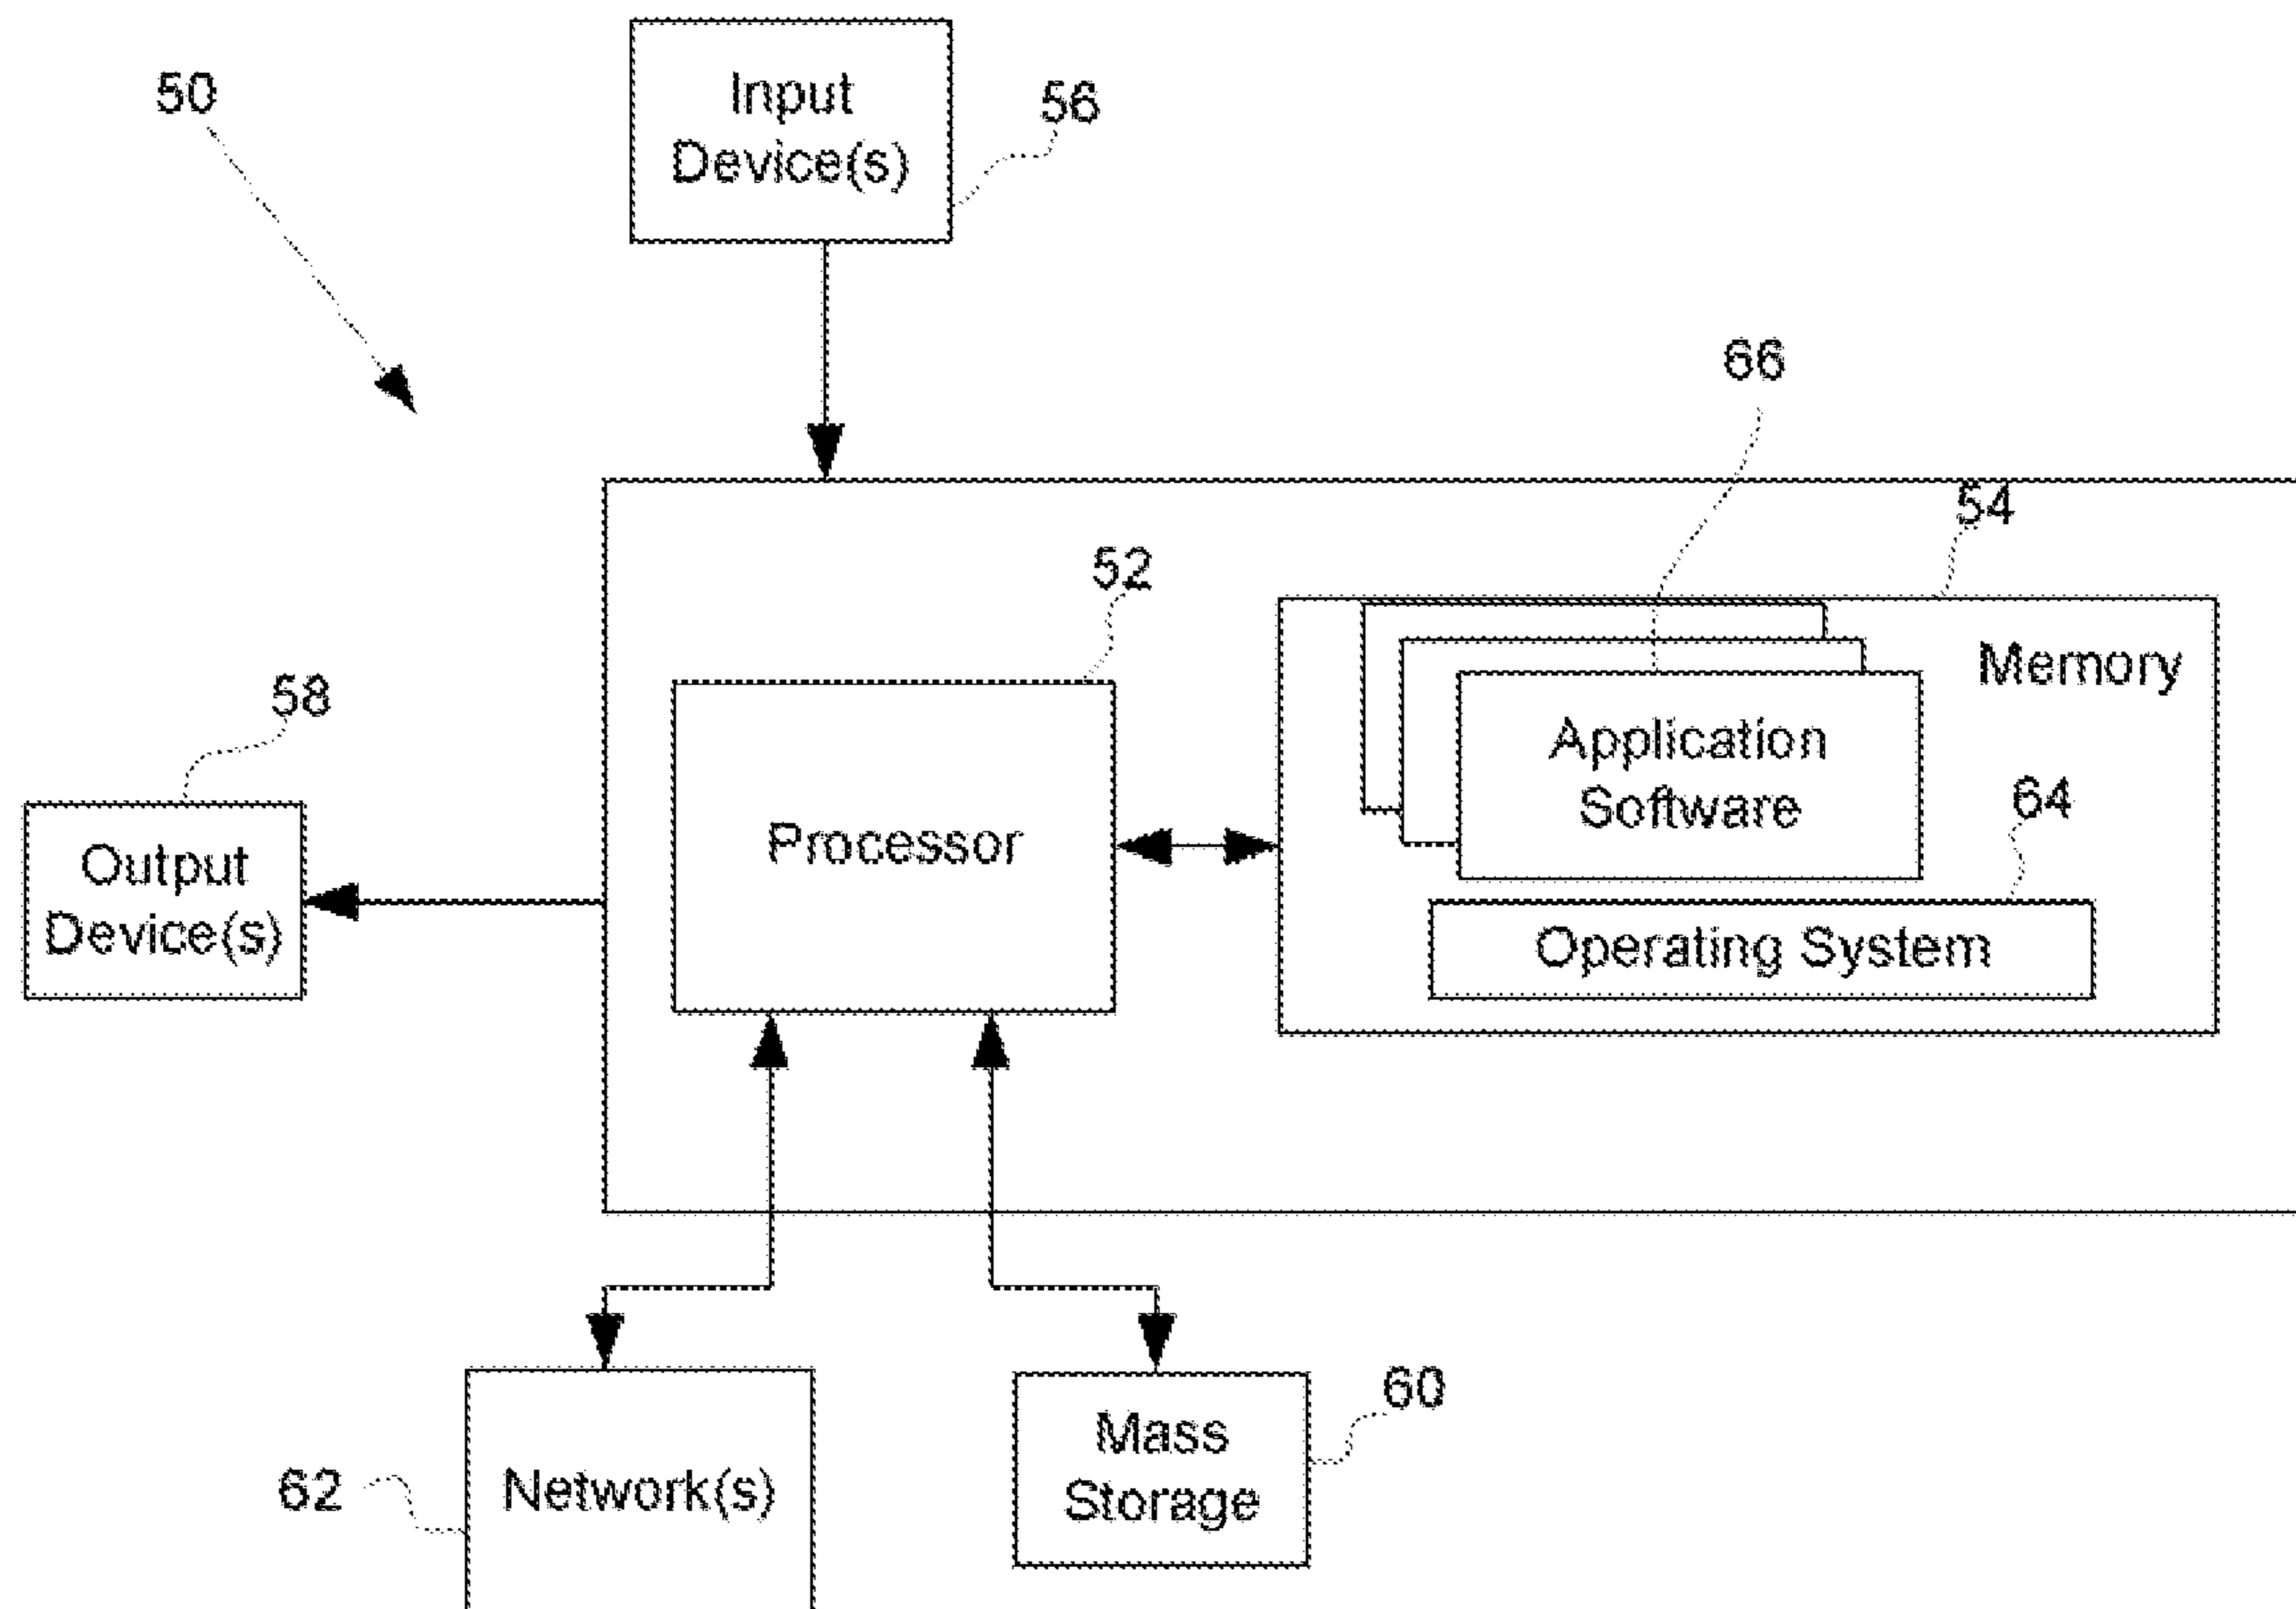 50
Input
Device(s)
56
66
54
52
Memory
58
Application
Software
64
Processor
Output
Device(s)
Operating System
60
Mass
Storage
62
Network(s)